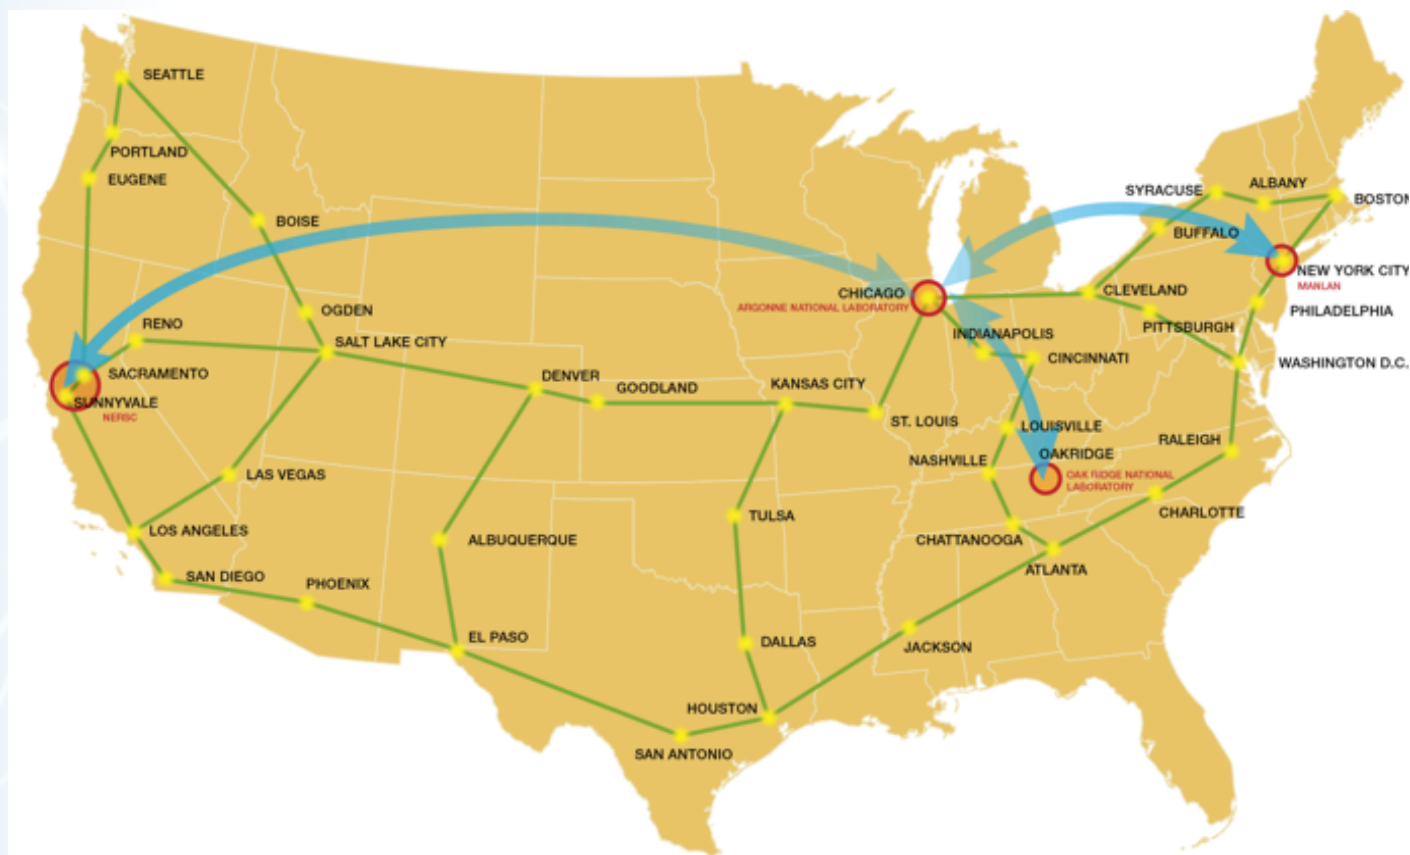 SEATTLE
PORTLAND
EUGENE
BOISE
OGDEN
RENO
SALT LAKE CITY
SACRAMENTO
SUNNYVALE
NERSC
LAS VEGAS
LOS ANGELES
SAN DIEGO
PHOENIX
DENVER
GOODLAND
ALBUQUERQUE
EL PASO
KANSAS CITY
ST. LOUIS
TULSA
DALLAS
HOUSTON
SAN ANTONIO
CHICAGO
ARGONNE NATIONAL LABORATORY
INDIANAPOLIS
CINCINNATI
LOUISVILLE
NASHVILLE
OAKRIDGE
OAK RIDGE NATIONAL
LABORATORY
CHATTANOOGA
ATLANTA
JACKSON
CHARLOTTE
RALEIGH
WASHINGTON D.C.
PITTSBURGH
CLEVELAND
BUFFALO
SYRACUSE
ALBANY
BOSTON
NEW YORK CITY
MANLAN
PHILADELPHIA